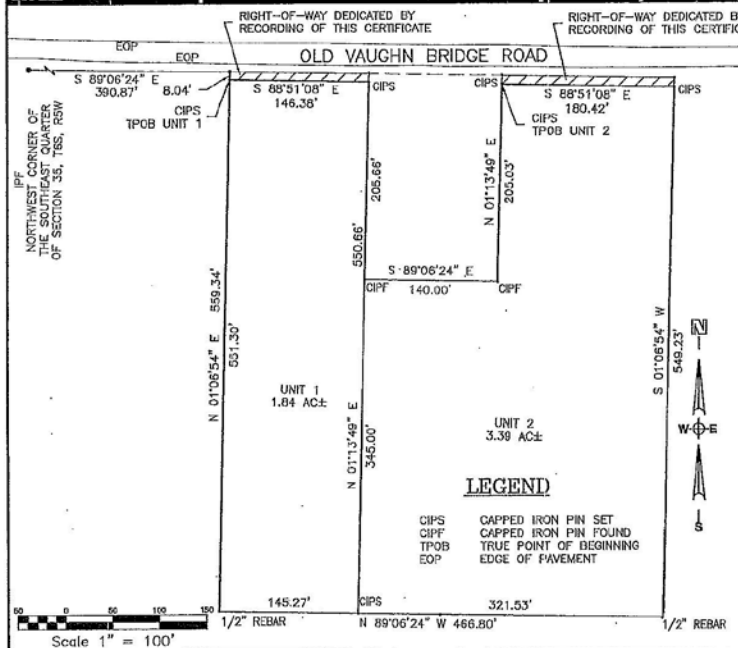 RIGHT-OF-WAY DEDICATED BY
RECORDING OF THIS CERTIFICATE
RIGHT-OF-WAY DEDICATED B
RECORDING OF THIS CERTIFIC
EOP
EOP
OLD VAUGHN BRIDGE ROAD
S 89°06'24" E
390.87'
8.04'
S 88°51'08" E
146.38'
CIPS
CIPS
S 88°51'08" E
180.42'
CIPS
CIPS
TPOB UNIT 1
CIPS
TPOB UNIT 2
IPF
NORTHWEST CORNER OF
THE SOUTHEAST QUARTER
OF SECTION 35, T6S, R5W
205.66'
550.66'
N 01°13'49" E
205.03'
S 89°06'24" E
140.00'
CIPF
CIPF
N 01°06'54" E 559.34'
551.30'
S 01°06'54" W
549.23'
N
W E
S
UNIT 1
1.84 AC±
N 01°13'49" E
345.00'
UNIT 2
3.39 AC±
LEGEND
CIPS CAPPED IRON PIN SET
CIPF CAPPED IRON PIN FOUND
TPOB TRUE POINT OF BEGINNING
EOP EDGE OF PAVEMENT
145.27'
CIPS
321.53'
50 0 50 100 150
1/2" REBAR
N 89°06'24" W 466.80'
1/2" REBAR
Scale 1" = 100'